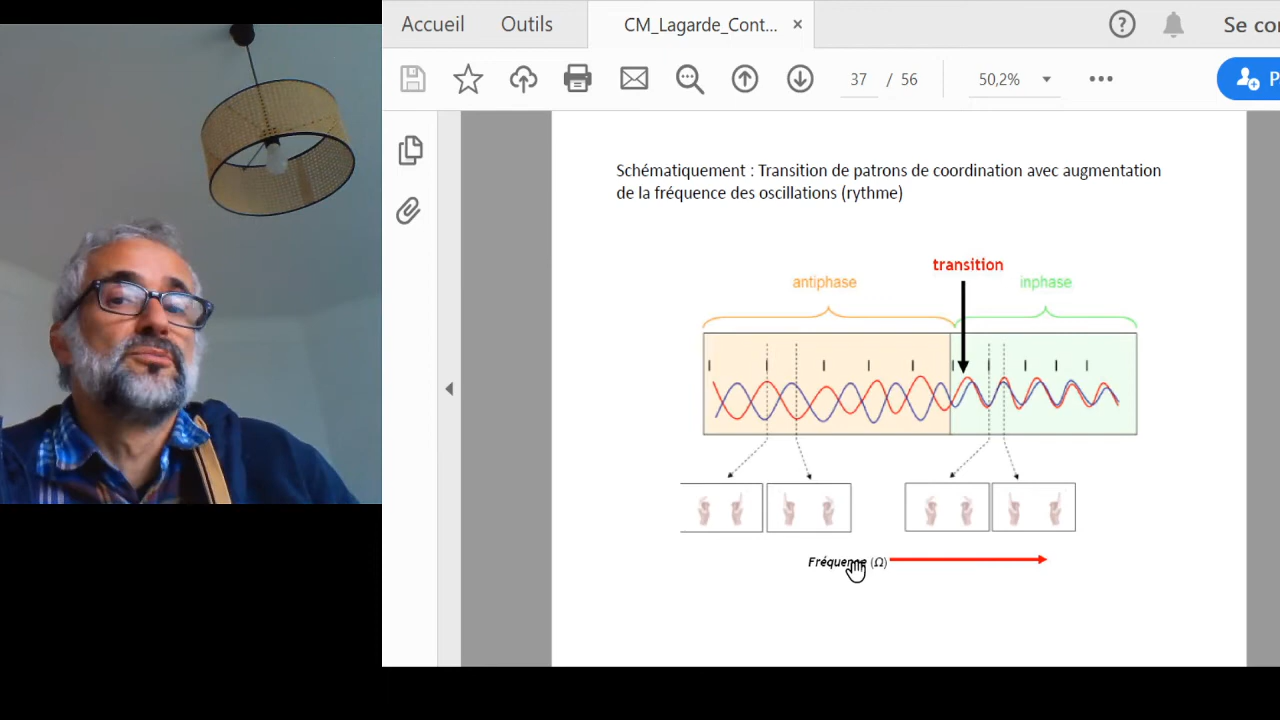 Accueil
Outils
CM_Lagarde_Cont...
×
?
Se co
37 / 56
50,2%
P
Schématiquement : Transition de patrons de coordination avec augmentation
de la fréquence des oscillations (rythme)
transition
antiphase
inphase
(Ω)